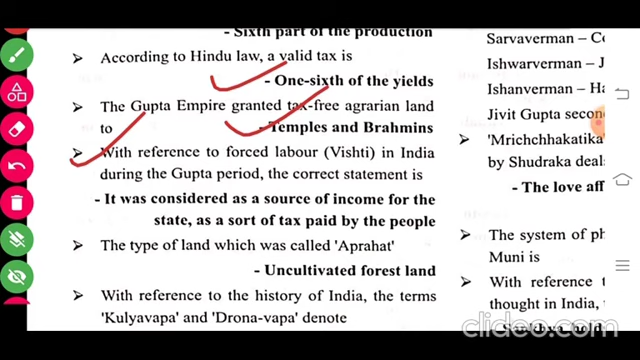 - Sixth part of the production
➤ According to Hindu law, a valid tax is
- One-sixth of the yields
➤ The Gupta Empire granted tax-free agrarian land
to - Temples and Brahmins
➤ With reference to forced labour (Vishti) in India
during the Gupta period, the correct statement is
- It was considered as a source of income for the
state, as a sort of tax paid by the people
➤ The type of land which was called 'Aprahat'
- Uncultivated forest land
➤ With reference to the history of India, the terms
'Kulyavapa' and 'Drona-vapa' denote
Sarvaverman –
Ishwarverman –
Ishanverman –
Jivit Gupta
➤ 'Mrichchhakatika'
by Shudraka
- The love
➤ The system of
Muni is
➤ With reference
thought in India,
clideo.com